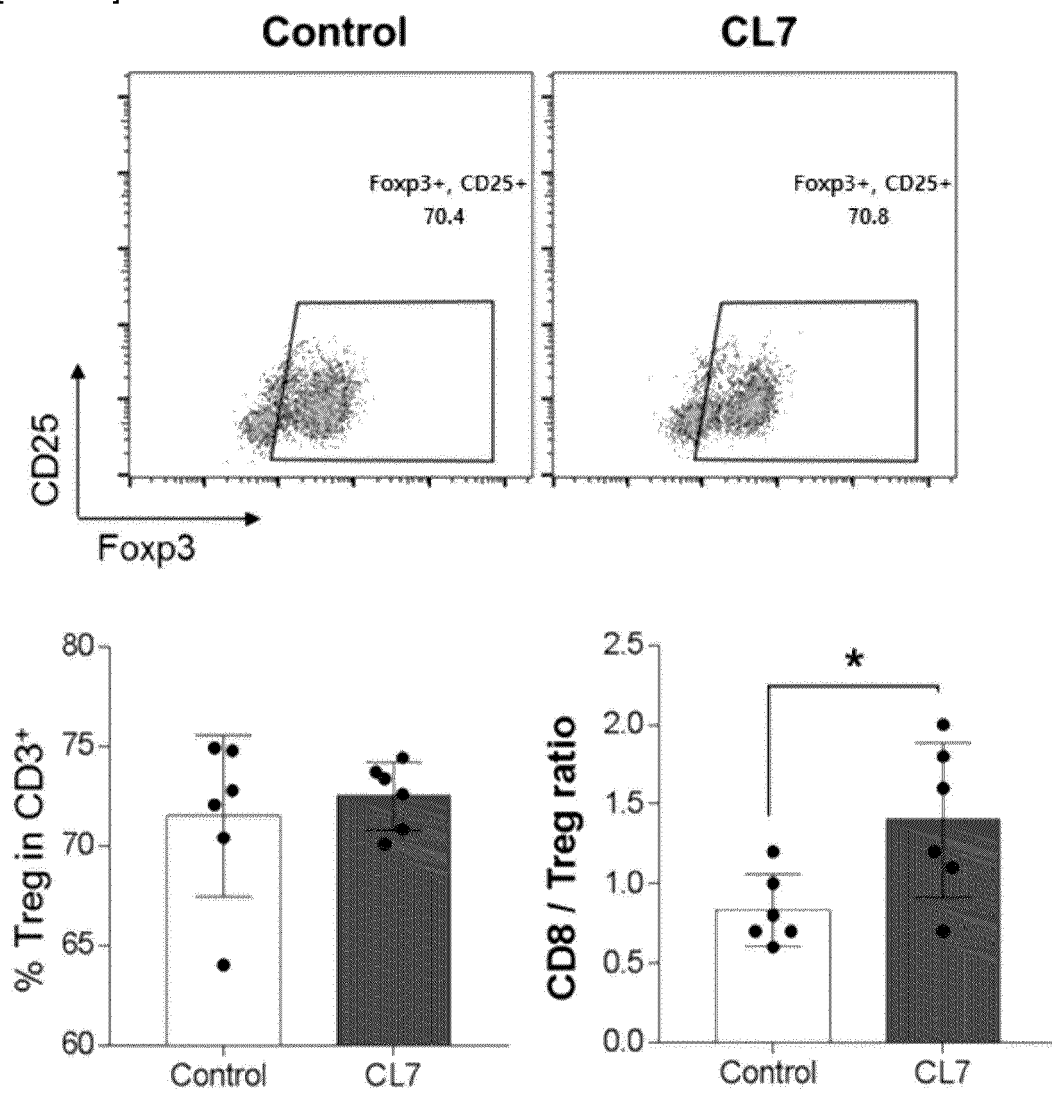 Control
CL7
Foxp3+, CD25+
70.4
Foxp3+, CD25+
70.8
CD25
Foxp3
80
75
70
65
60
% Treg in CD3+
Control
CL7
2.5
2.0
1.5
1.0
0.5
0.0
CD8 / Treg ratio
*
Control
CL7